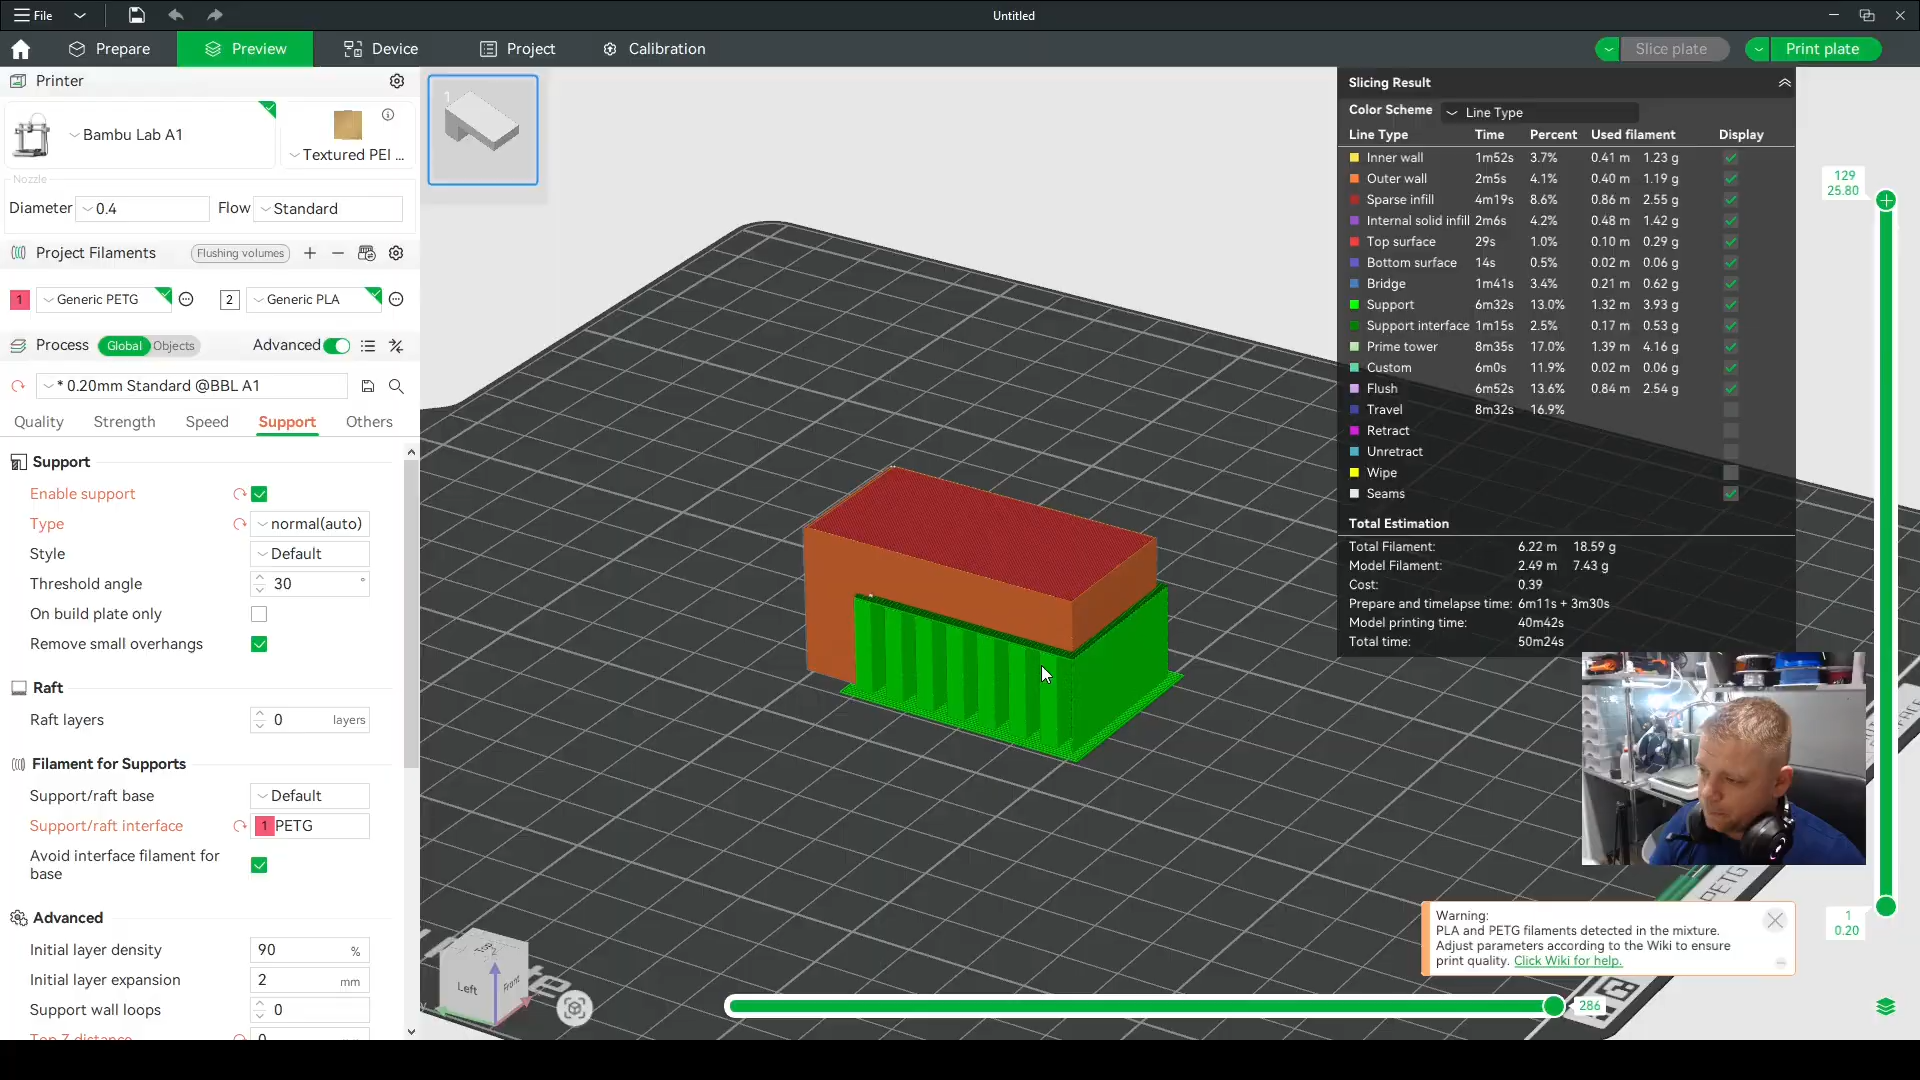 File
Untitled
Prepare
Preview
Device
Project
Calibration
Slice plate
Print plate
Printer
Bambu Lab A1
Textured PEI ...
Nozzle
Diameter 0.4 Flow Standard
Project Filaments Flushing volumes
1 Generic PETG 2 Generic PLA
Process Global Objects Advanced
* 0.20mm Standard @BBL A1
Quality Strength Speed Support Others
Support
Enable support
Type normal(auto)
Style Default
Threshold angle 30 °
On build plate only
Remove small overhangs
Raft
Raft layers 0 layers
Filament for Supports
Support/raft base Default
Support/raft interface 1 PETG
Avoid interface filament for
base
Advanced
Initial layer density 90 %
Initial layer expansion 2 mm
Support wall loops 0
Top Z distance 0
1
Slicing Result
Color Scheme Line Type
Line Type Time Percent Used filament Display
Inner wall 1m52s 3.7% 0.41 m 1.23 g
Outer wall 2m5s 4.1% 0.40 m 1.19 g
Sparse infill 4m19s 8.6% 0.86 m 2.55 g
Internal solid infill 2m6s 4.2% 0.48 m 1.42 g
Top surface 29s 1.0% 0.10 m 0.29 g
Bottom surface 14s 0.5% 0.02 m 0.06 g
Bridge 1m41s 3.4% 0.21 m 0.62 g
Support 6m32s 13.0% 1.32 m 3.93 g
Support interface 1m15s 2.5% 0.17 m 0.53 g
Prime tower 8m35s 17.0% 1.39 m 4.16 g
Custom 6m0s 11.9% 0.02 m 0.06 g
Flush 6m52s 13.6% 0.84 m 2.54 g
Travel 8m32s 16.9%
Retract
Unretract
Wipe
Seams
Total Estimation
Total Filament: 6.22 m 18.59 g
Model Filament: 2.49 m 7.43 g
Cost: 0.39
Prepare and timelapse time: 6m11s + 3m30s
Model printing time: 40m42s
Total time: 50m24s
129
25.80
Warning:
PLA and PETG filaments detected in the mixture.
Adjust parameters according to the Wiki to ensure
print quality. Click Wiki for help.
1
0.20
PETG
Left
Front
286